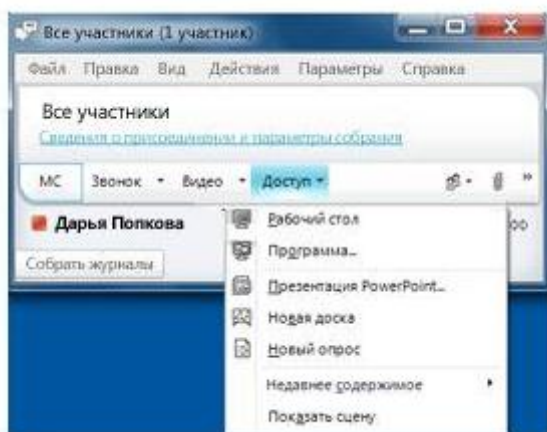 Все участники (1 участник)
Файл Правка Вид Действия Параметры Справка
Все участники
Сведения о присоединении и параметры собрания
МС Звонок Видео Доступ »
Дарья Попкова
Собрать журналы
Рабочий стол
Программа...
Презентация PowerPoint...
Новая доска
Новый опрос
Недавнее содержимое
Показать сцену